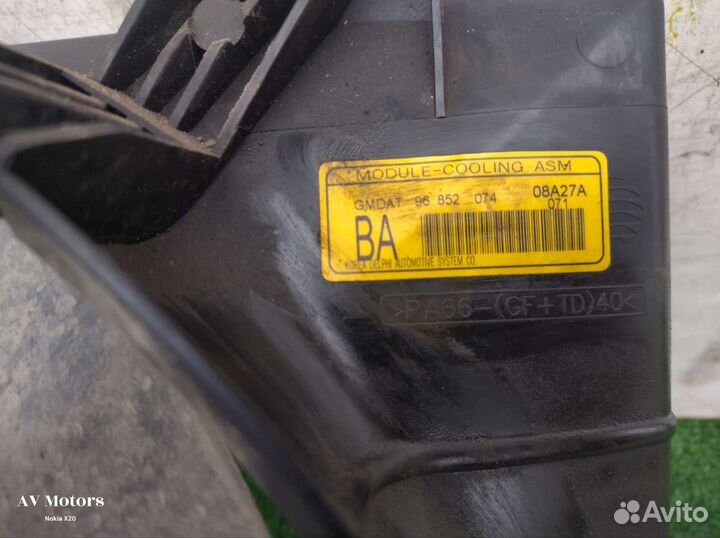 MODULE-COOLING ASM
GMDAT 96 852 074 08A27A
071
BA
KOREA DELPHI AUTOMOTIVE SYSTEM CO.
>PA66-(GF+TD)40<
AV Motors
Nokia X20
Avito